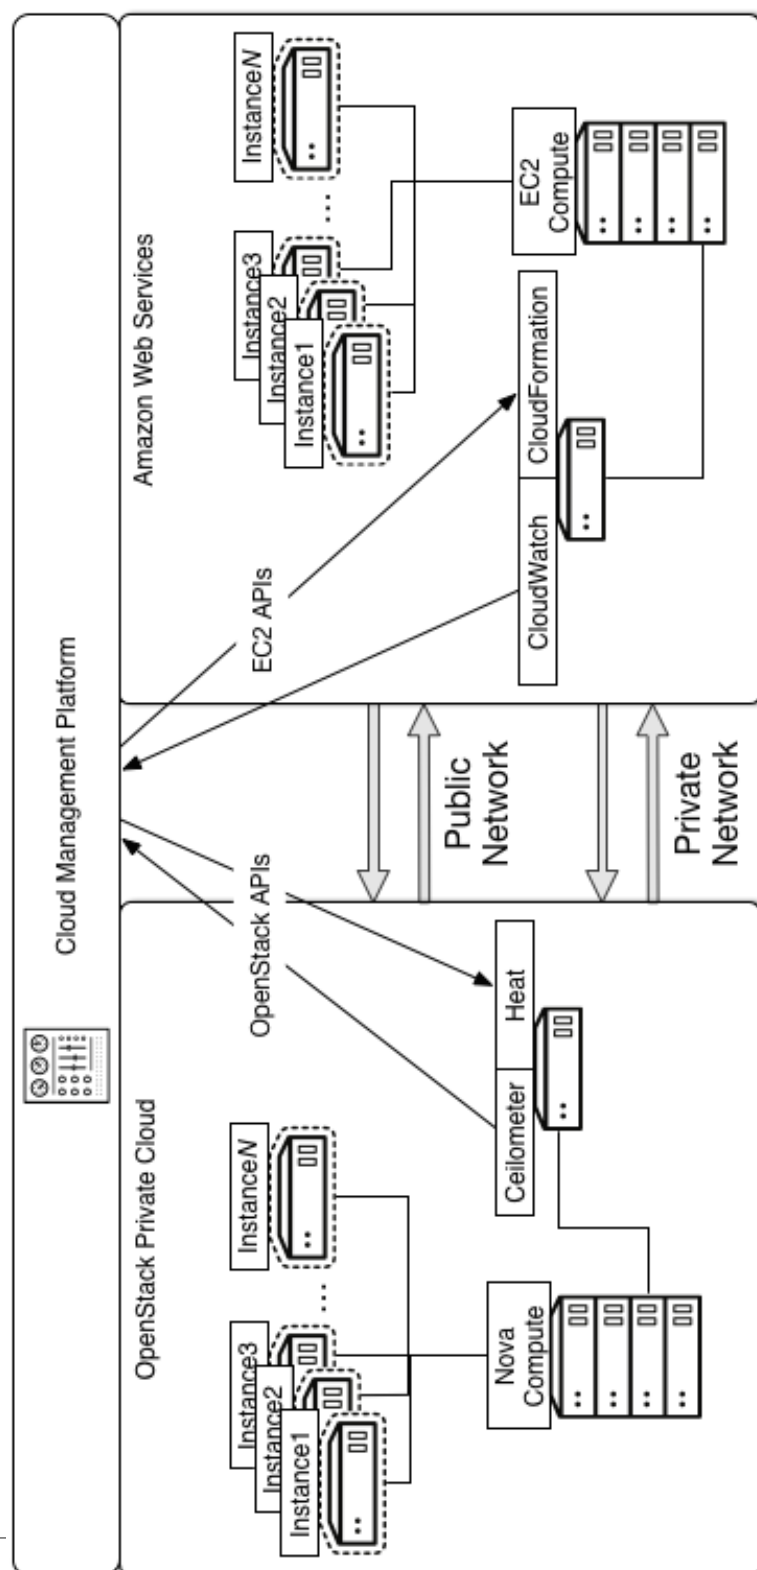 Cloud Management Platform
OpenStack Private Cloud
Amazon Web Services
Instance3
Instance2
Instance1
...
InstanceN
OpenStack APIs
EC2 APIs
Instance3
Instance2
Instance1
...
InstanceN
Public
Network
Nova
Compute
Ceilometer
Heat
CloudWatch
CloudFormation
EC2
Compute
Private
Network